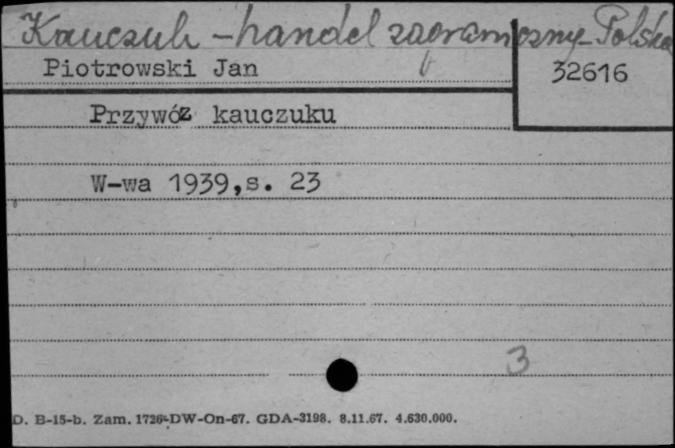 Kauczuk - handel zagraniczny - Polska
Piotrowski Jan
32616
Przywóz kauczuku
W-wa 1939,s. 23
3
D. B-15-b. Zam. 1726-DW-On-67. GDA-3198. 8.11.67. 4.630.000.